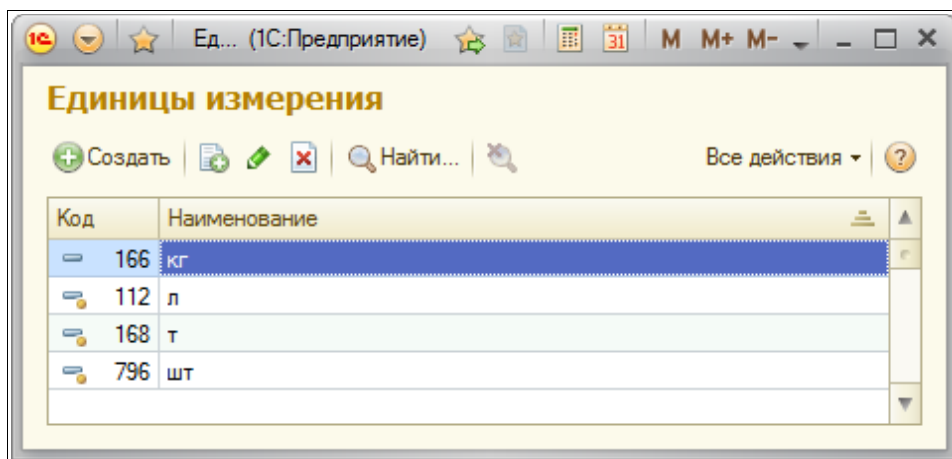 1С Ед... (1С:Предприятие) 31 M M+ M-
Единицы измерения
Создать Найти... Все действия ?
Код Наименование
166 кг
112 л
168 т
796 шт